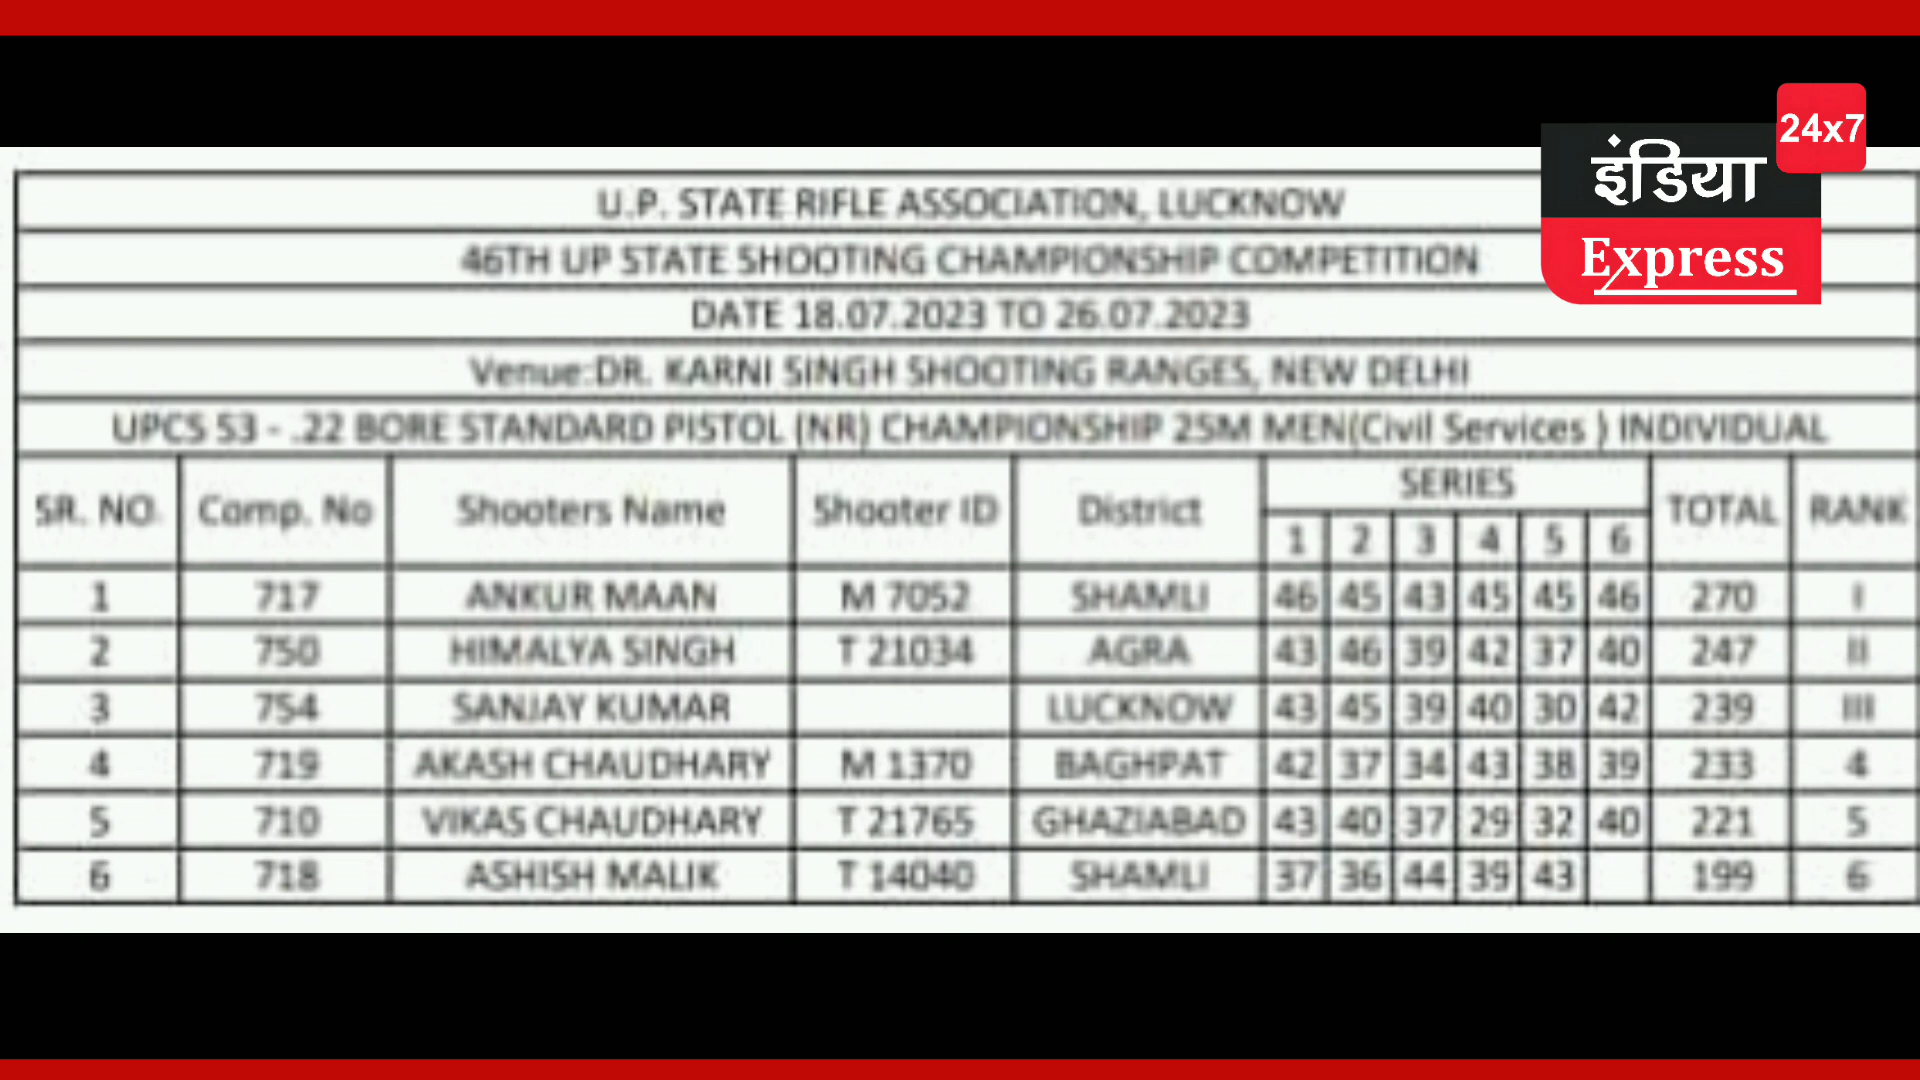 24x7
इंडिया
Express
U.P. STATE RIFLE ASSOCIATION, LUCKNOW
46TH UP STATE SHOOTING CHAMPIONSHIP COMPETITION
DATE 18.07.2023 TO 26.07.2023
Venue:DR. KARNI SINGH SHOOTING RANGES, NEW DELHI
UPCS 53 - .22 BORE STANDARD PISTOL (NR) CHAMPIONSHIP 25M MEN(Civil Services ) INDIVIDUAL
SR. NO. Comp. No Shooters Name Shooter ID District SERIES TOTAL RANK
1 2 3 4 5 6
1 717 ANKUR MAAN M 7052 SHAMLI 46 45 43 45 45 46 270 I
2 750 HIMALYA SINGH T 21034 AGRA 43 46 39 42 37 40 247 II
3 754 SANJAY KUMAR LUCKNOW 43 45 39 40 30 42 239 III
4 719 AKASH CHAUDHARY M 1370 BAGHPAT 42 37 34 43 38 39 233 4
5 710 VIKAS CHAUDHARY T 21765 GHAZIABAD 43 40 37 29 32 40 221 5
6 718 ASHISH MALIK T 14040 SHAMLI 37 36 44 39 43 199 6